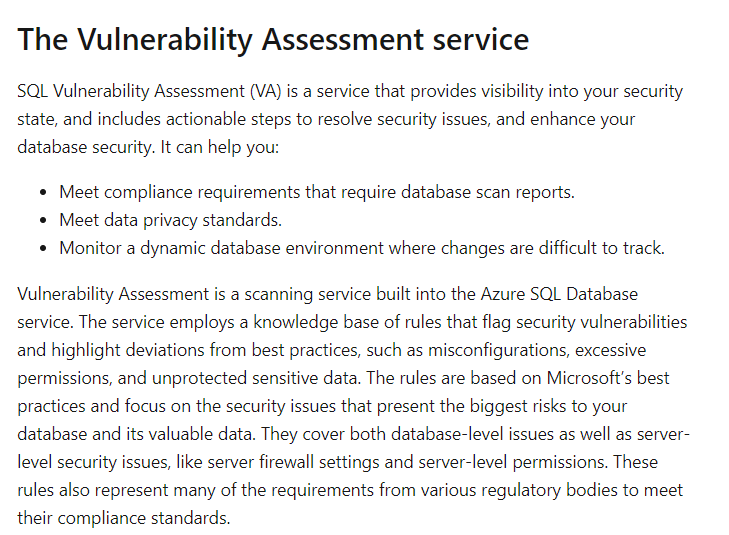 The Vulnerability Assessment service
SQL Vulnerability Assessment (VA) is a service that provides visibility into your security
state, and includes actionable steps to resolve security issues, and enhance your
database security. It can help you:
• Meet compliance requirements that require database scan reports.
• Meet data privacy standards.
• Monitor a dynamic database environment where changes are difficult to track.
Vulnerability Assessment is a scanning service built into the Azure SQL Database
service. The service employs a knowledge base of rules that flag security vulnerabilities
and highlight deviations from best practices, such as misconfigurations, excessive
permissions, and unprotected sensitive data. The rules are based on Microsoft's best
practices and focus on the security issues that present the biggest risks to your
database and its valuable data. They cover both database-level issues as well as server-
level security issues, like server firewall settings and server-level permissions. These
rules also represent many of the requirements from various regulatory bodies to meet
their compliance standards.